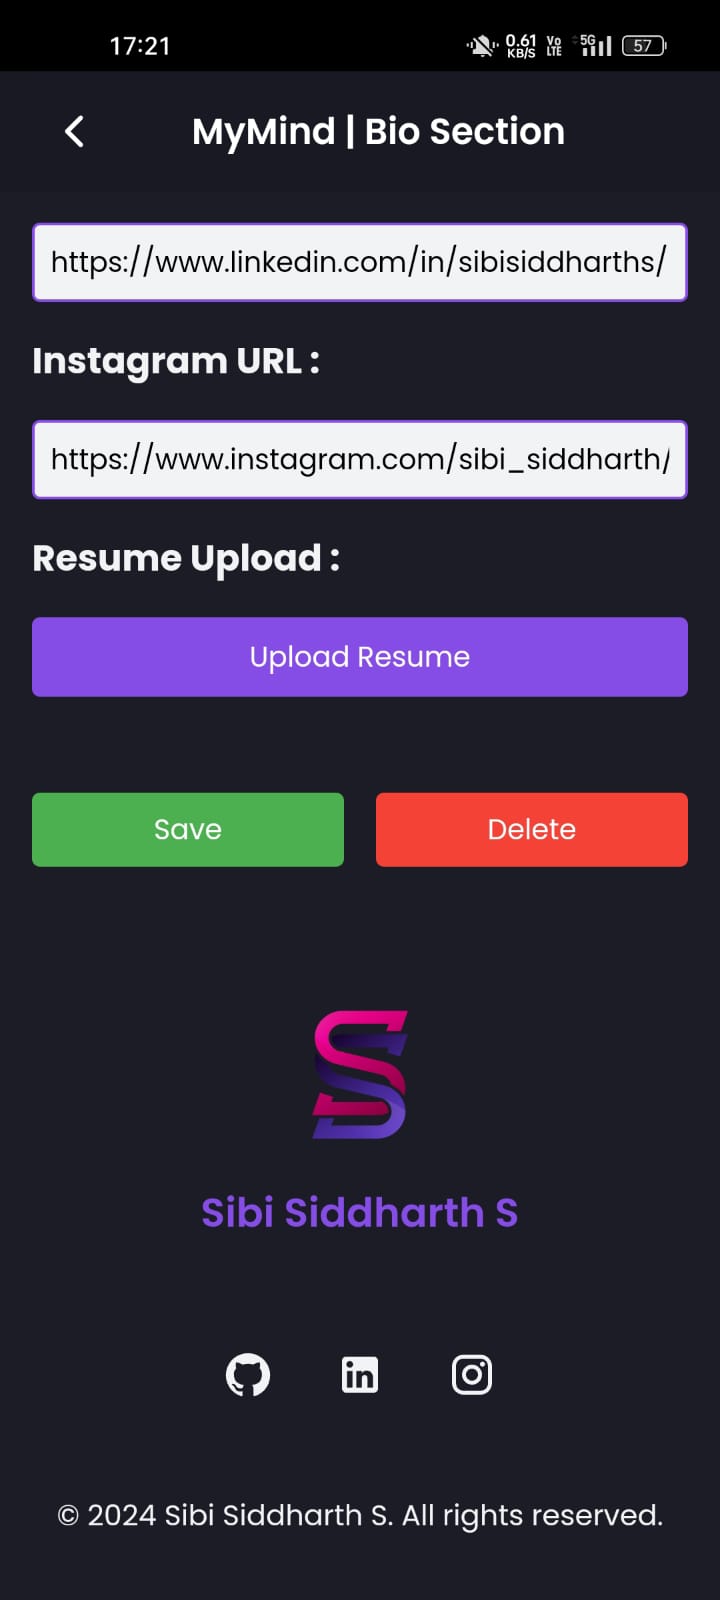 17:21 0.61 KB/S Vo LTE 5G 57
MyMind | Bio Section
https://www.linkedin.com/in/sibisiddharths/
Instagram URL :
https://www.instagram.com/sibi_siddharth/
Resume Upload :
Upload Resume
Save Delete
Sibi Siddharth S
in
© 2024 Sibi Siddharth S. All rights reserved.